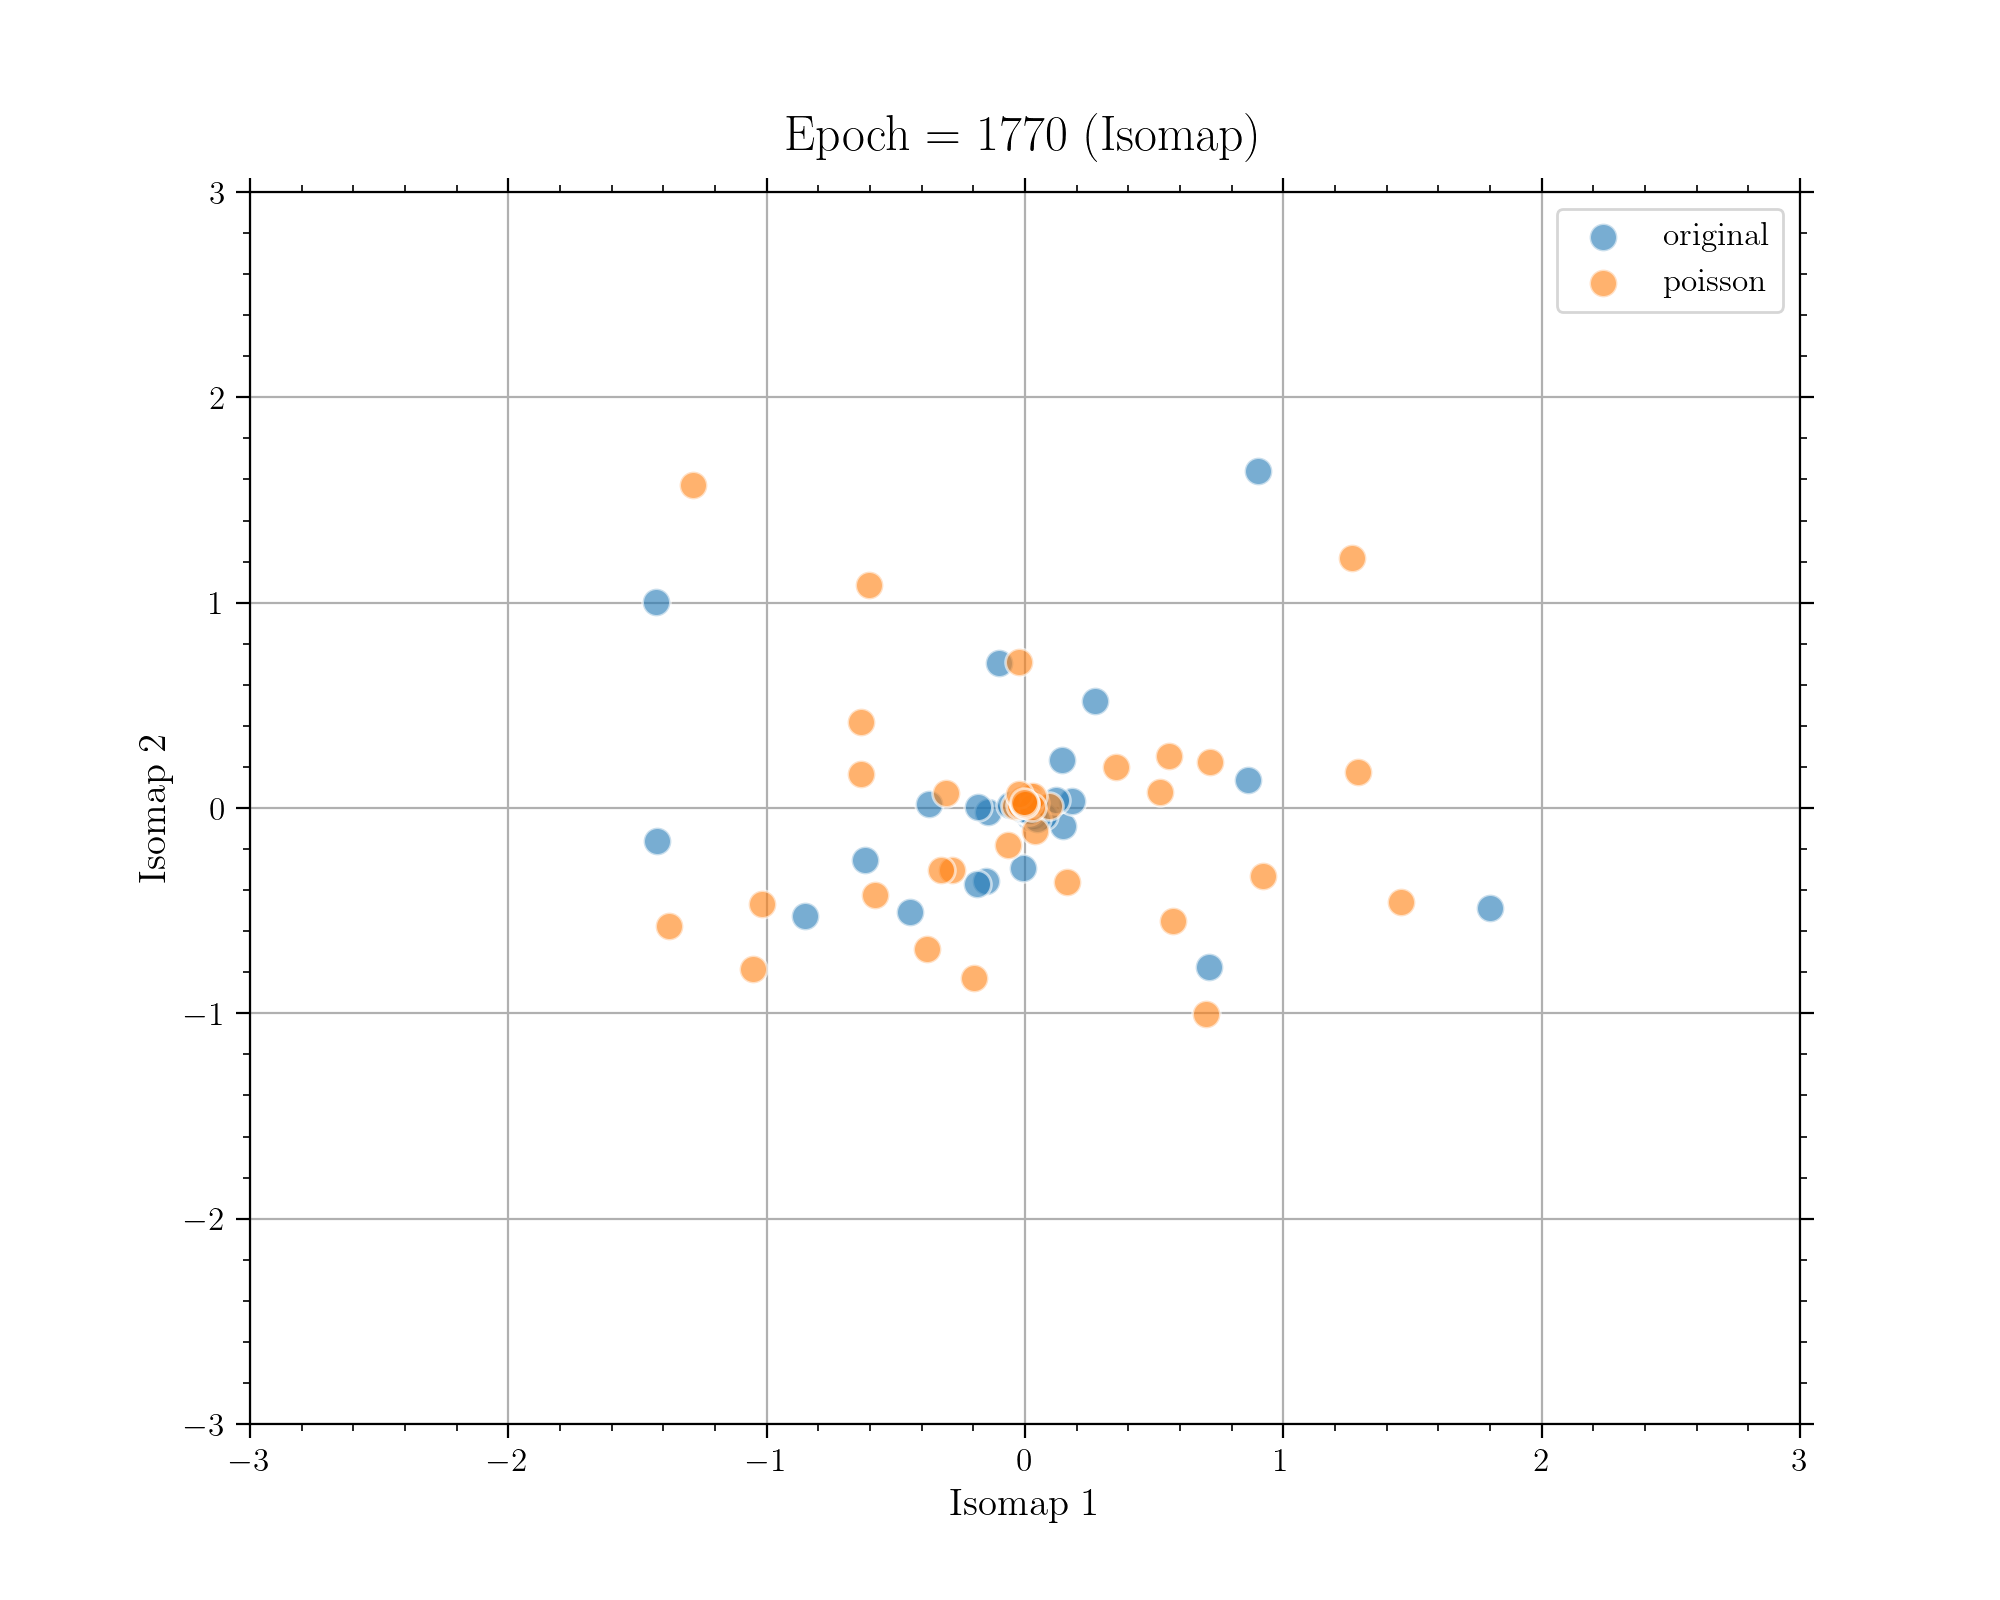 Epoch = 1770 (Isomap)
original
poisson
3
2
1
0
−1
−2
−3
Isomap 2
−3
−2
−1
0
1
2
3
Isomap 1